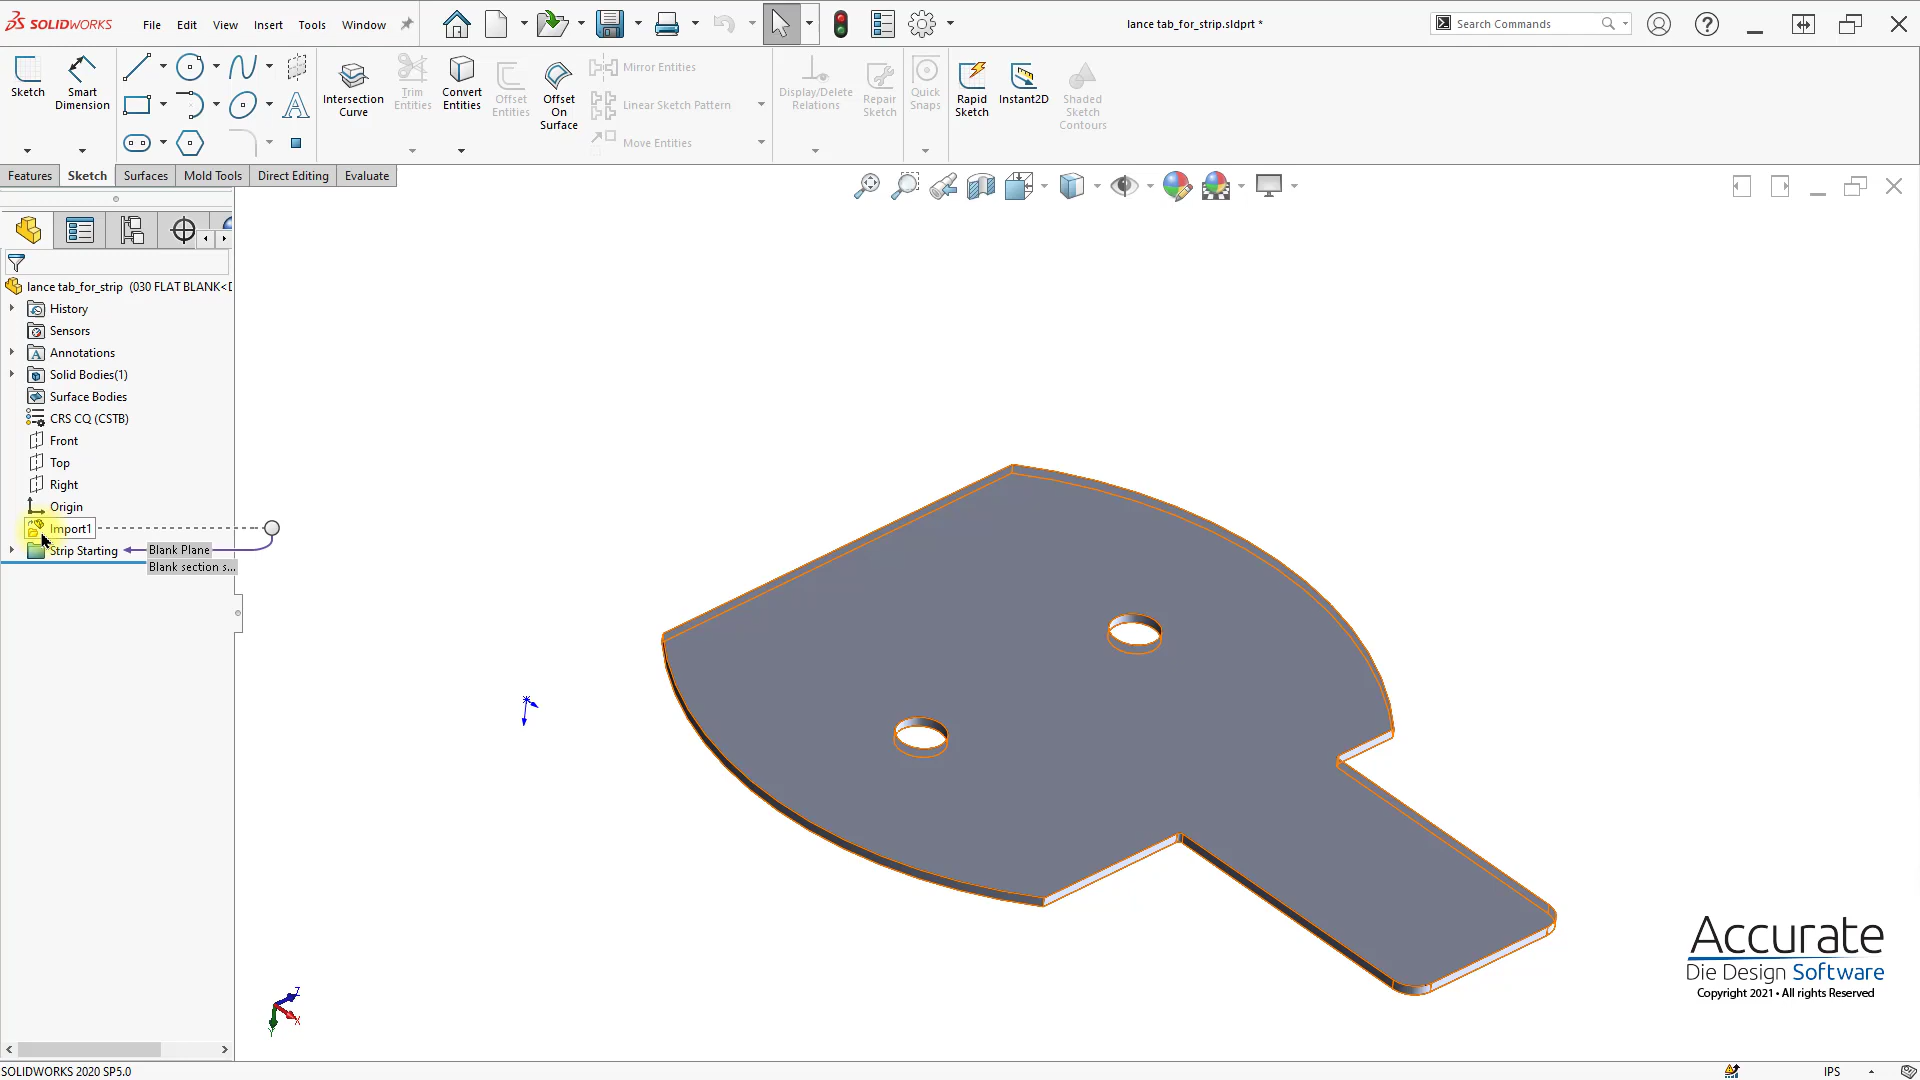 SOLIDWORKS
File
Edit
View
Insert
Tools
Window
lance tab_for_strip.sldprt *
Search Commands
Sketch
Smart
Dimension
Intersection
Curve
Trim
Entities
Convert
Entities
Offset
Entities
Offset
On
Surface
Mirror Entities
Linear Sketch Pattern
Move Entities
Display/Delete
Relations
Repair
Sketch
Quick
Snaps
Rapid
Sketch
Instant2D
Shaded
Sketch
Contours
Features
Sketch
Surfaces
Mold Tools
Direct Editing
Evaluate
lance tab_for_strip (030 FLAT BLANK<D
History
Sensors
Annotations
Solid Bodies(1)
Surface Bodies
CRS CQ (CSTB)
Front
Top
Right
Origin
Import1
Strip Starting
Blank Plane
Blank section s...
Z
X
Y
Accurate
Die Design Software
Copyright 2021 • All rights Reserved
SOLIDWORKS 2020 SP5.0
IPS